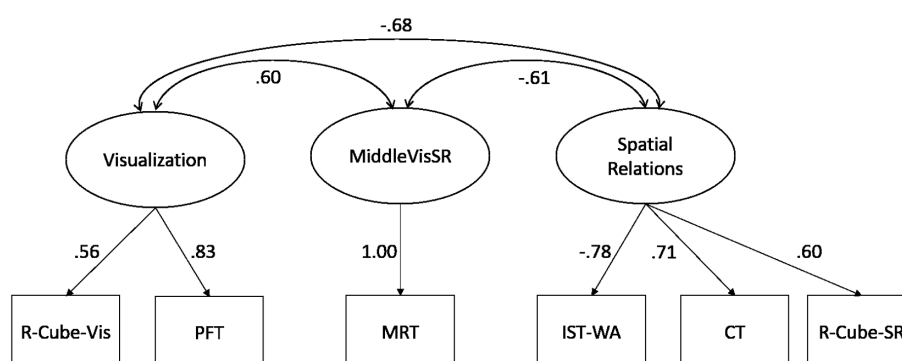 -.68
.60
-.61
Visualization
MiddleVisSR
Spatial
Relations
.56
.83
1.00
-.78
.71
.60
R-Cube-Vis
PFT
MRT
IST-WA
CT
R-Cube-SR